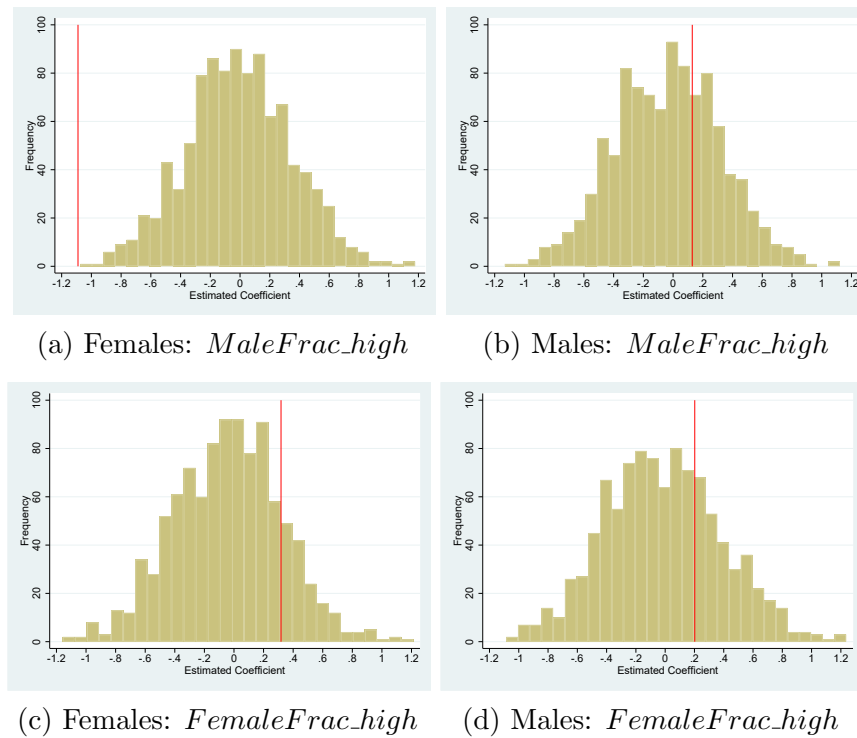 100
80
60
40
20
0
Frequency
-1.2 -1 -.8 -.6 -.4 -.2 0 .2 .4 .6 .8 1 1.2
Estimated Coefficient
(a) Females: MaleFrac_high
100
80
60
40
20
0
Frequency
-1.2 -1 -.8 -.6 -.4 -.2 0 .2 .4 .6 .8 1 1.2
Estimated Coefficient
(b) Males: MaleFrac_high
100
80
60
40
20
0
Frequency
-1.2 -1 -.8 -.6 -.4 -.2 0 .2 .4 .6 .8 1 1.2
Estimated Coefficient
(c) Females: FemaleFrac_high
100
80
60
40
20
0
Frequency
-1.2 -1 -.8 -.6 -.4 -.2 0 .2 .4 .6 .8 1 1.2
Estimated Coefficient
(d) Males: FemaleFrac_high